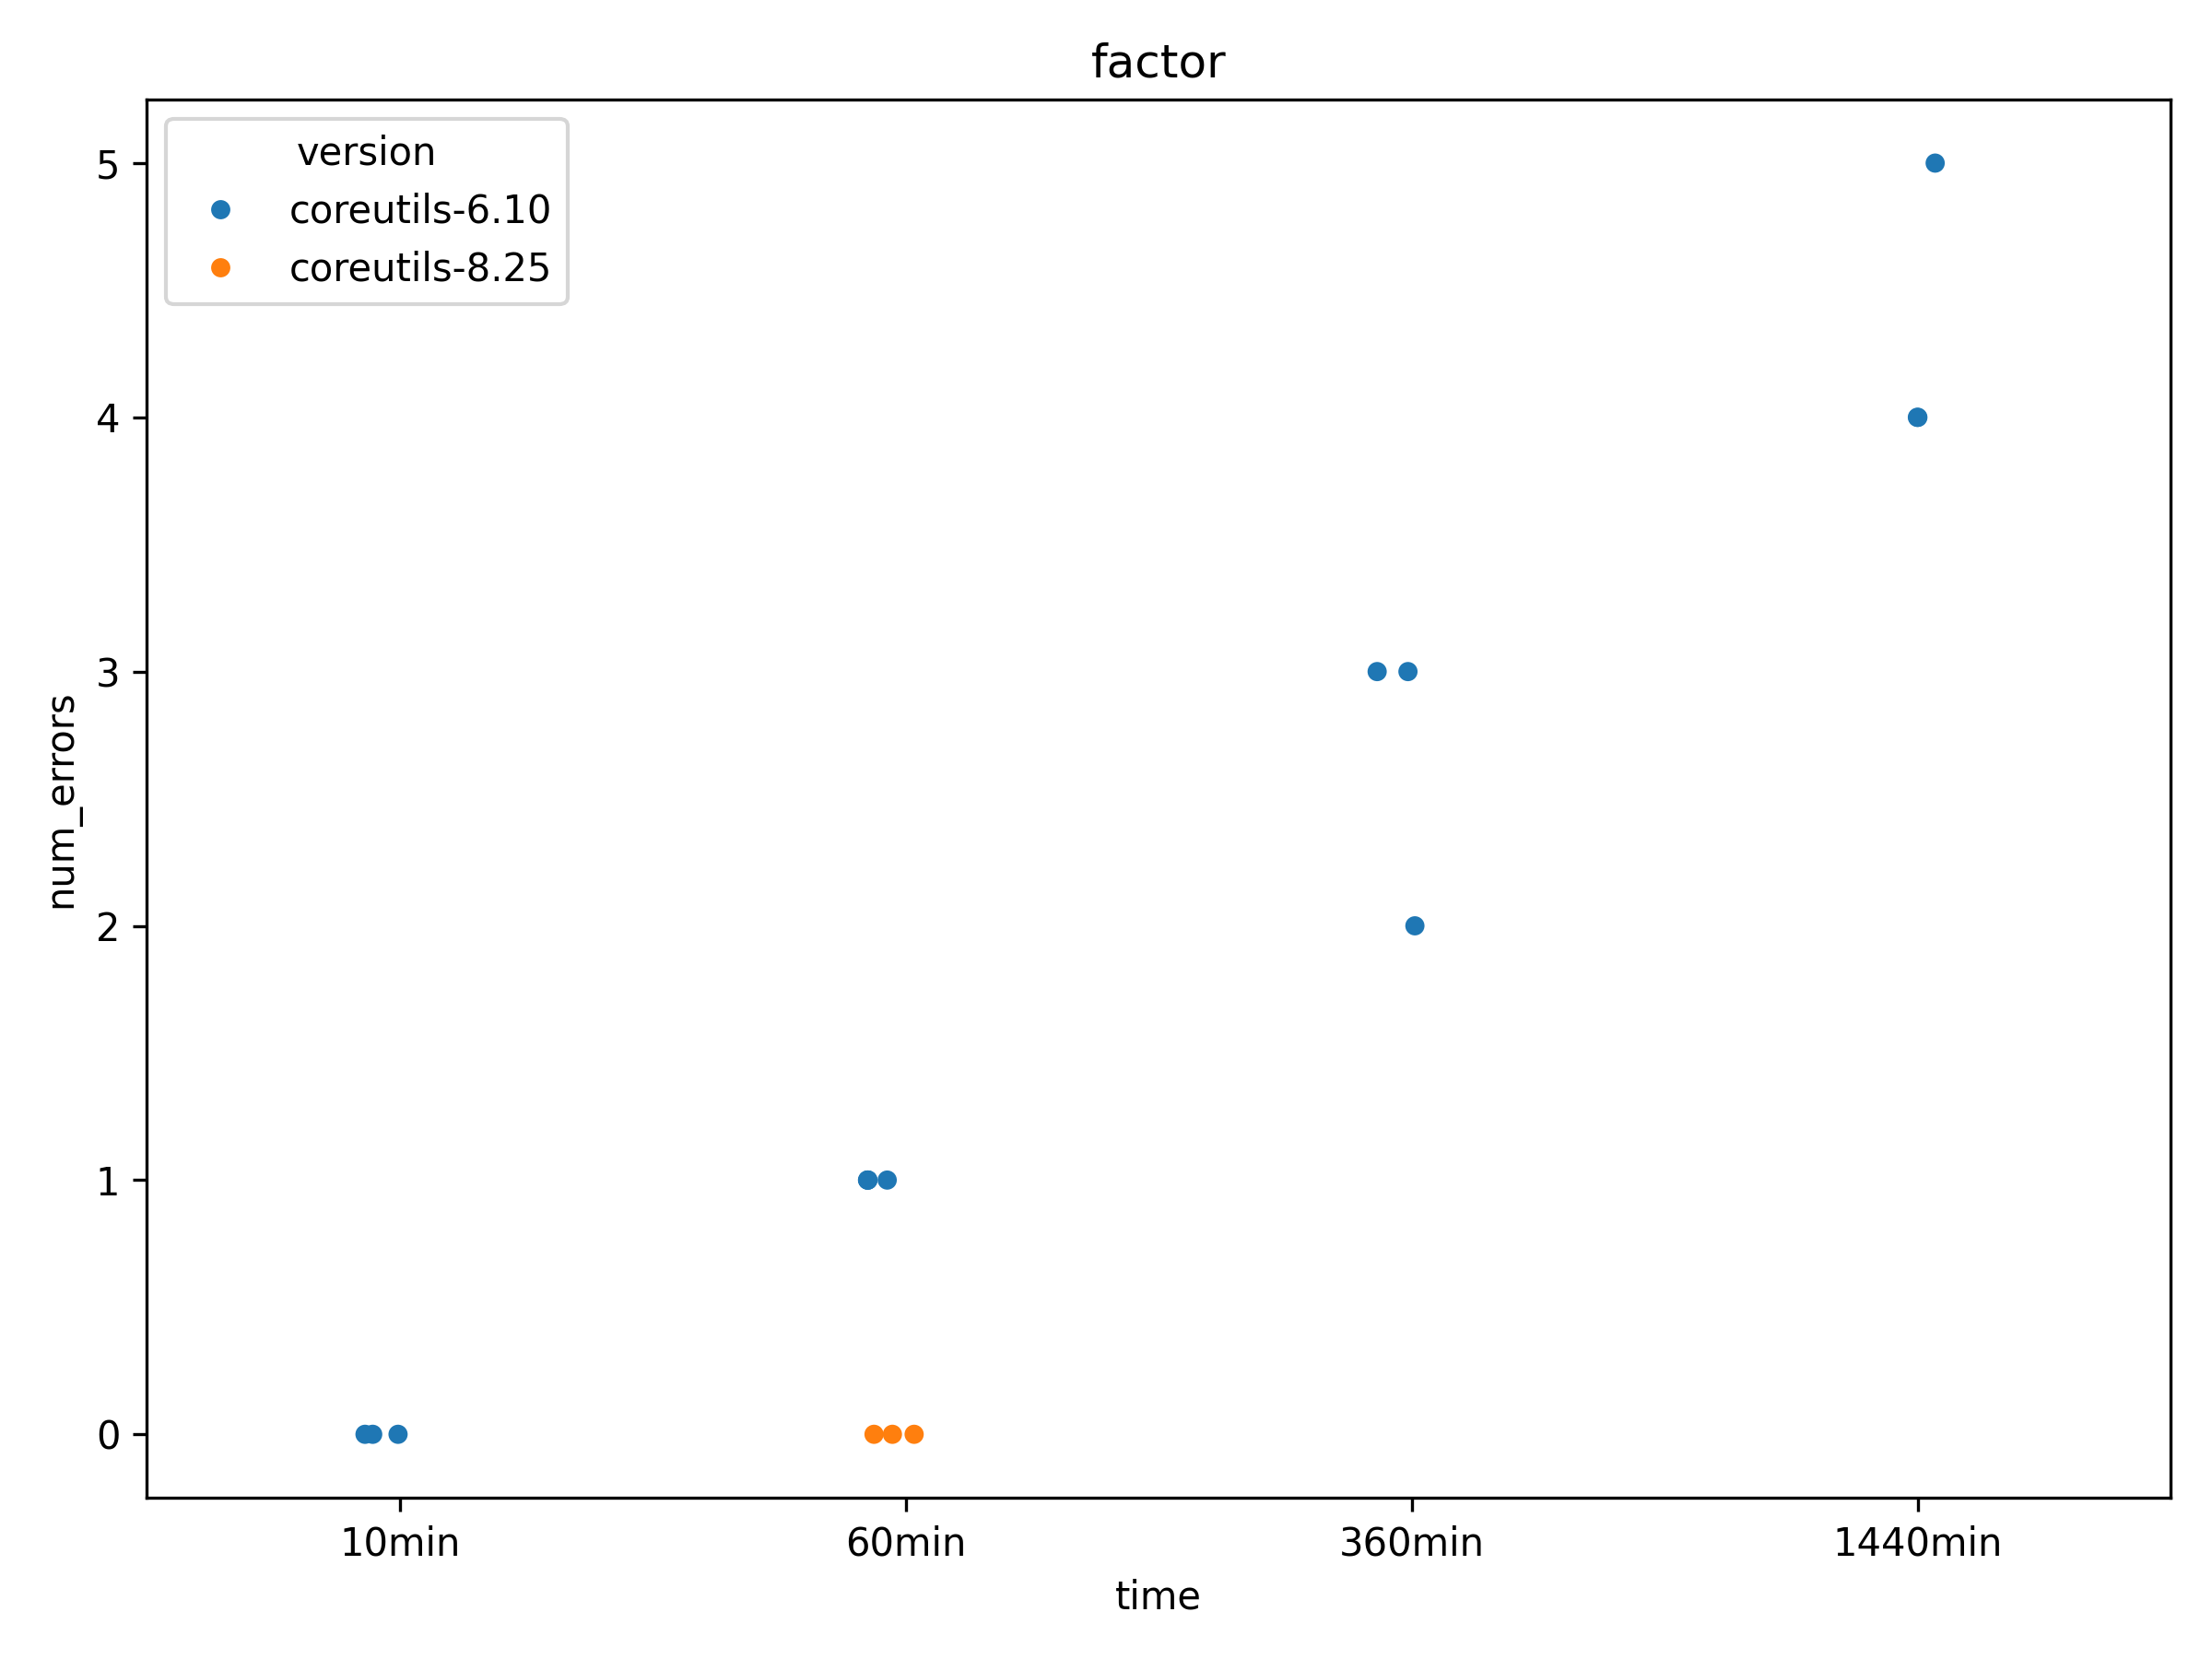 factor
version
coreutils-6.10
coreutils-8.25
num_errors
5
4
3
2
1
0
10min
60min
360min
1440min
time